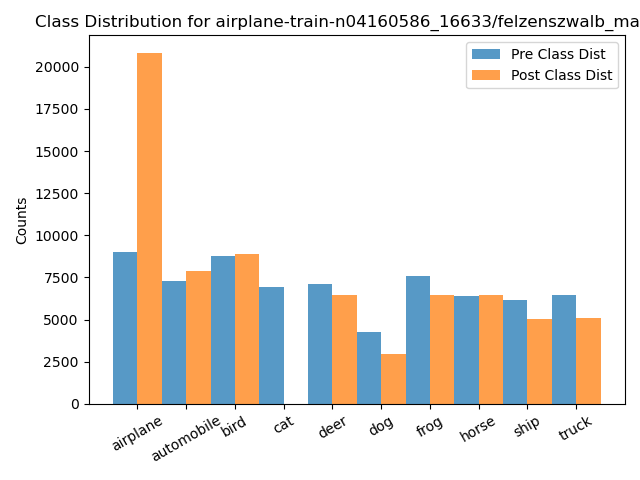 Class Distribution for airplane-train-n04160586_16633/felzenszwalb_ma
Pre Class Dist
Post Class Dist
Counts
20000
17500
15000
12500
10000
7500
5000
2500
0
airplane
automobile
bird
cat
deer
dog
frog
horse
ship
truck